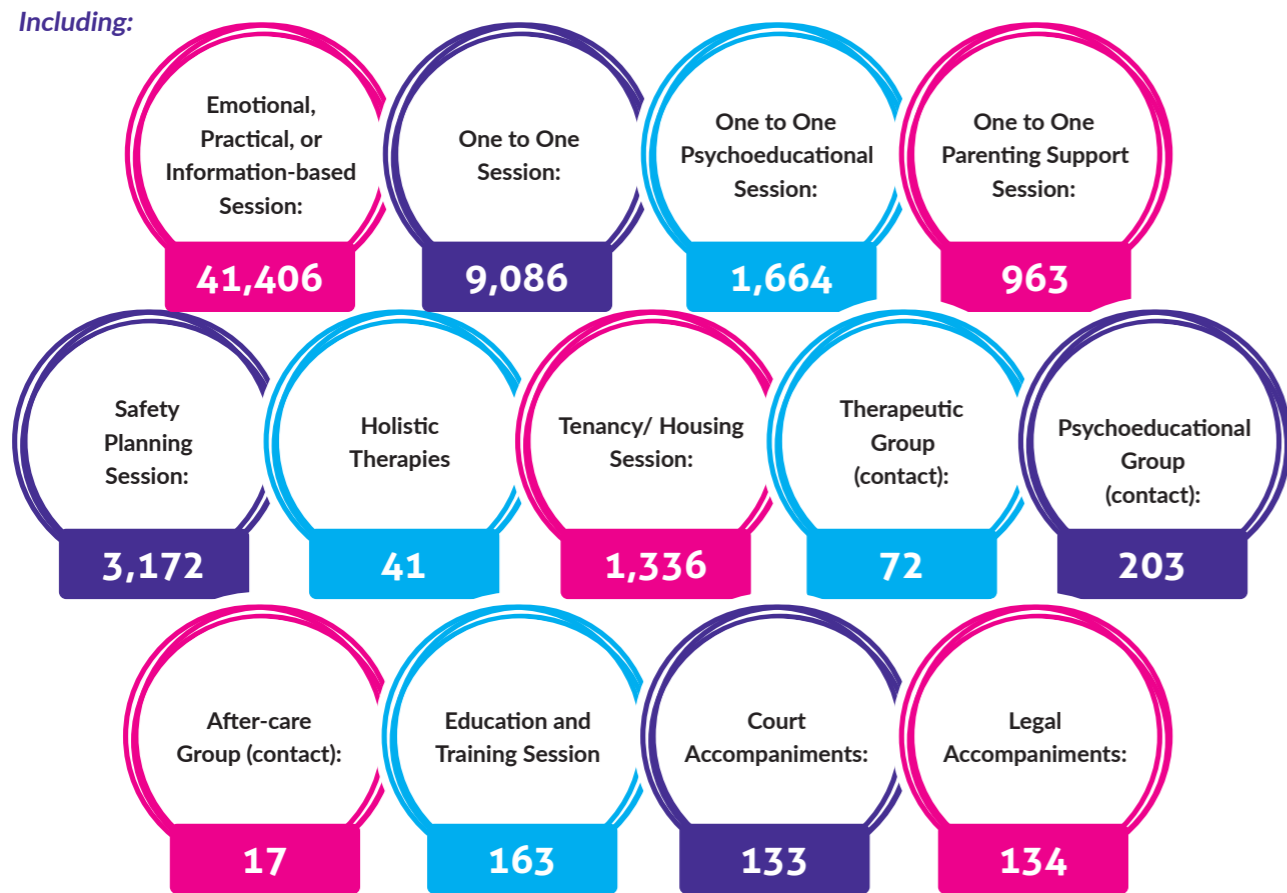 Including:
Emotional,
Practical, or
Information-based
Session:
41,406
One to One
Session:
9,086
One to One
Psychoeducational
Session:
1,664
One to One
Parenting Support
Session:
963
Safety
Planning
Session:
3,172
Holistic
Therapies
41
Tenancy/ Housing
Session:
1,336
Therapeutic
Group
(contact):
72
Psychoeducational
Group
(contact):
203
After-care
Group (contact):
17
Education and
Training Session
163
Court
Accompaniments:
133
Legal
Accompaniments:
134